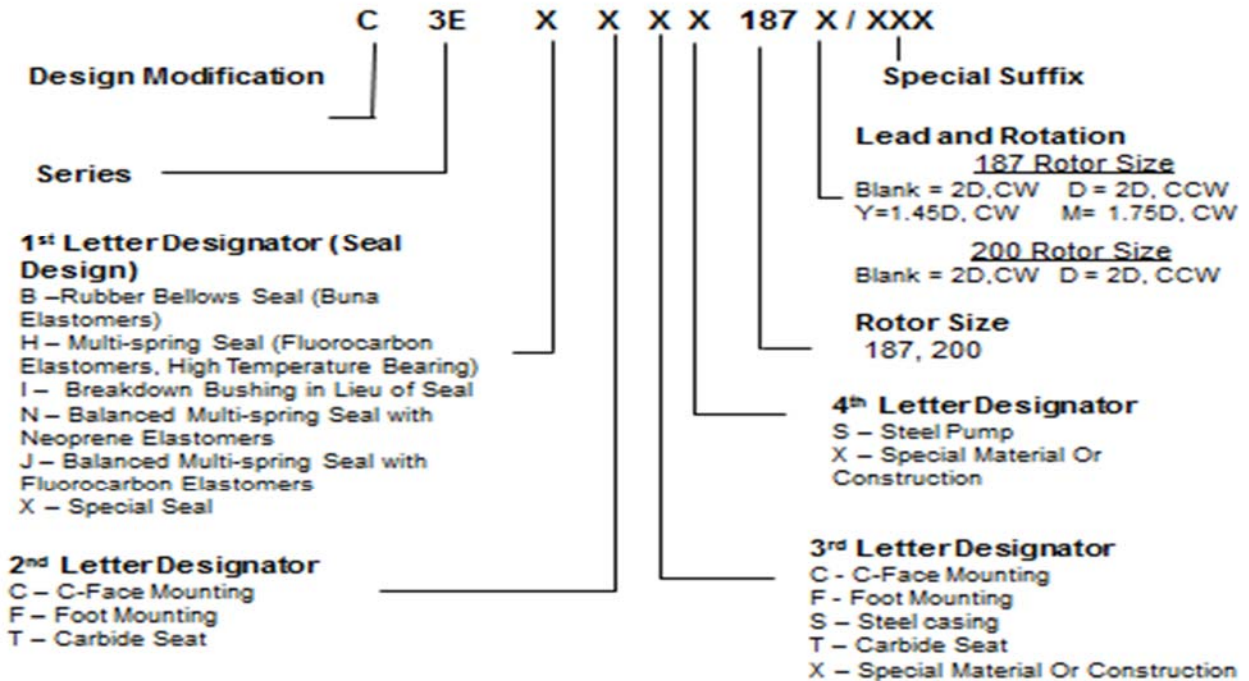 C 3E X X X X 187 X / XXX
Design Modification
Series
1st Letter Designator (Seal
Design)
B –Rubber Bellows Seal (Buna
Elastomers)
H – Multi-spring Seal (Fluorocarbon
Elastomers, High Temperature Bearing)
I – Breakdown Bushing in Lieu of Seal
N – Balanced Multi-spring Seal with
Neoprene Elastomers
J – Balanced Multi-spring Seal with
Fluorocarbon Elastomers
X – Special Seal
2nd Letter Designator
C – C-Face Mounting
F – Foot Mounting
T – Carbide Seat
Special Suffix
Lead and Rotation
187 Rotor Size
Blank = 2D,CW D = 2D, CCW
Y=1.45D, CW M= 1.75D, CW
200 Rotor Size
Blank = 2D,CW D = 2D, CCW
Rotor Size
187, 200
4th Letter Designator
S – Steel Pump
X – Special Material Or
Construction
3rd Letter Designator
C - C-Face Mounting
F - Foot Mounting
S – Steel casing
T – Carbide Seat
X – Special Material Or Construction